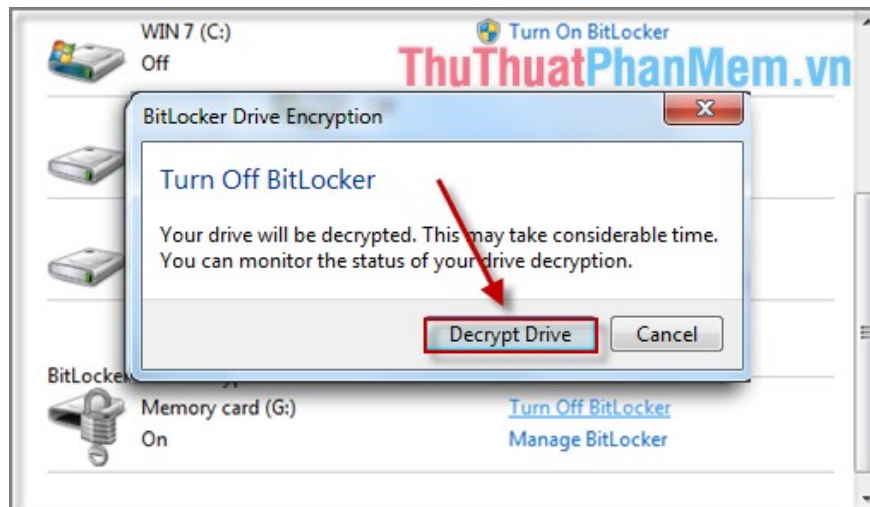 WIN 7 (C:)
Turn On BitLocker
Off
ThuThuatPhanMem.vn
BitLocker Drive Encryption
Turn Off BitLocker
Your drive will be decrypted. This may take considerable time.
You can monitor the status of your drive decryption.
Decrypt Drive
Cancel
BitLocker
Memory card (G:)
Turn Off BitLocker
On
Manage BitLocker